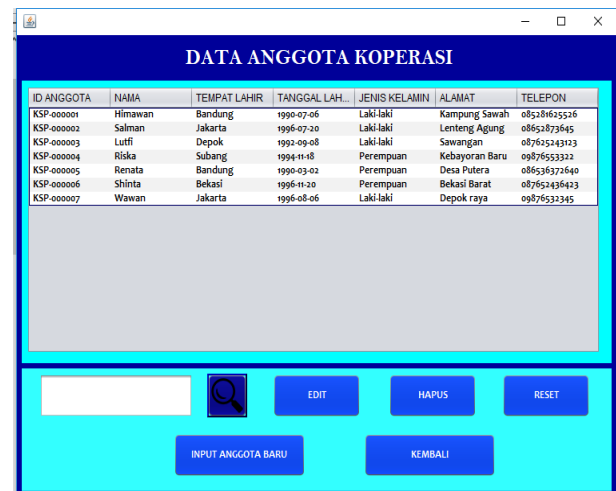 DATA ANGGOTA KOPERASI
ID ANGGOTA NAMA TEMPAT LAHIR TANGGAL LAH... JENIS KELAMIN ALAMAT TELEPON
KSP-000001 Himawan Bandung 1990-07-06 Laki-laki Kampung Sawah 085281625526
KSP-000002 Salman Jakarta 1996-07-20 Laki-laki Lenteng Agung 08652873645
KSP-000003 Lutfi Depok 1992-09-08 Laki-laki Sawangan 087625243123
KSP-000004 Riska Subang 1994-11-18 Perempuan Kebayoran Baru 09876553322
KSP-000005 Renata Bandung 1990-03-02 Perempuan Desa Putera 086536372640
KSP-000006 Shinta Bekasi 1996-11-20 Perempuan Bekasi Barat 087652436423
KSP-000007 Wawan Jakarta 1996-08-06 Laki-laki Depok raya 09876532345
EDIT HAPUS RESET
INPUT ANGGOTA BARU KEMBALI